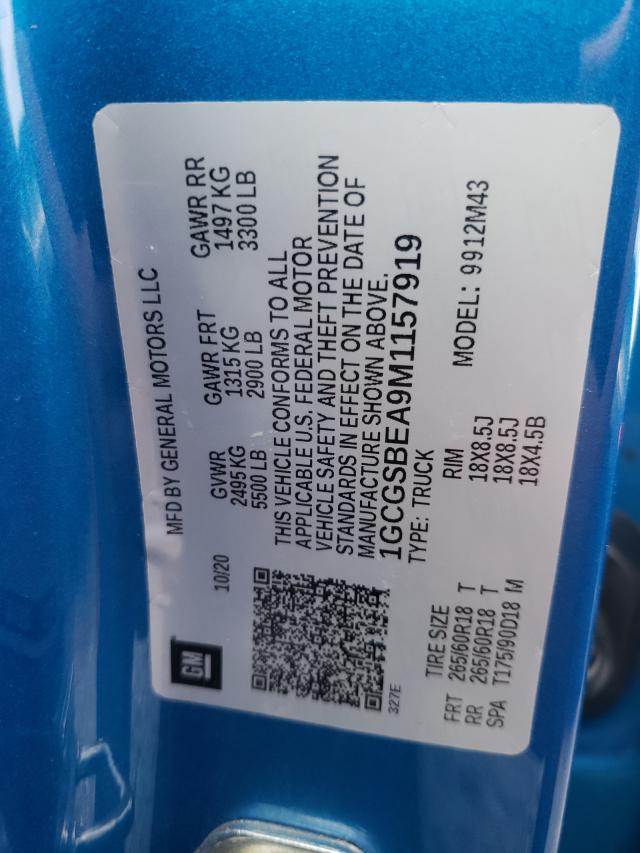 GM
10/20
MFD BY GENERAL MOTORS LLC
GVWR GAWR FRT GAWR RR
2495 KG 1315 KG 1497 KG
5500 LB 2900 LB 3300 LB
THIS VEHICLE CONFORMS TO ALL
APPLICABLE U.S. FEDERAL MOTOR
VEHICLE SAFETY AND THEFT PREVENTION
STANDARDS IN EFFECT ON THE DATE OF
MANUFACTURE SHOWN ABOVE.
1GCGSBEA9M1157919
327E
TYPE: TRUCK MODEL: 9912M43
TIRE SIZE RIM
FRT 265/60R18 T 18X8.5J
RR 265/60R18 T 18X8.5J
SPA T175/90D18 M 18X4.5B